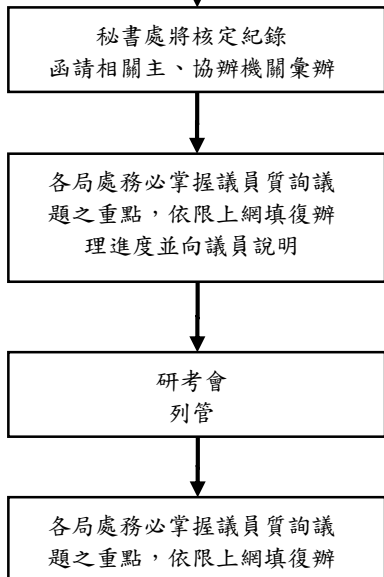 秘書處將核定紀錄
函請相關主、協辦機關彙辦
各局處務必掌握議員質詢議
題之重點，依限上網填復辦
理進度並向議員說明
研考會
列管
各局處務必掌握議員質詢議
題之重點，依限上網填復辦